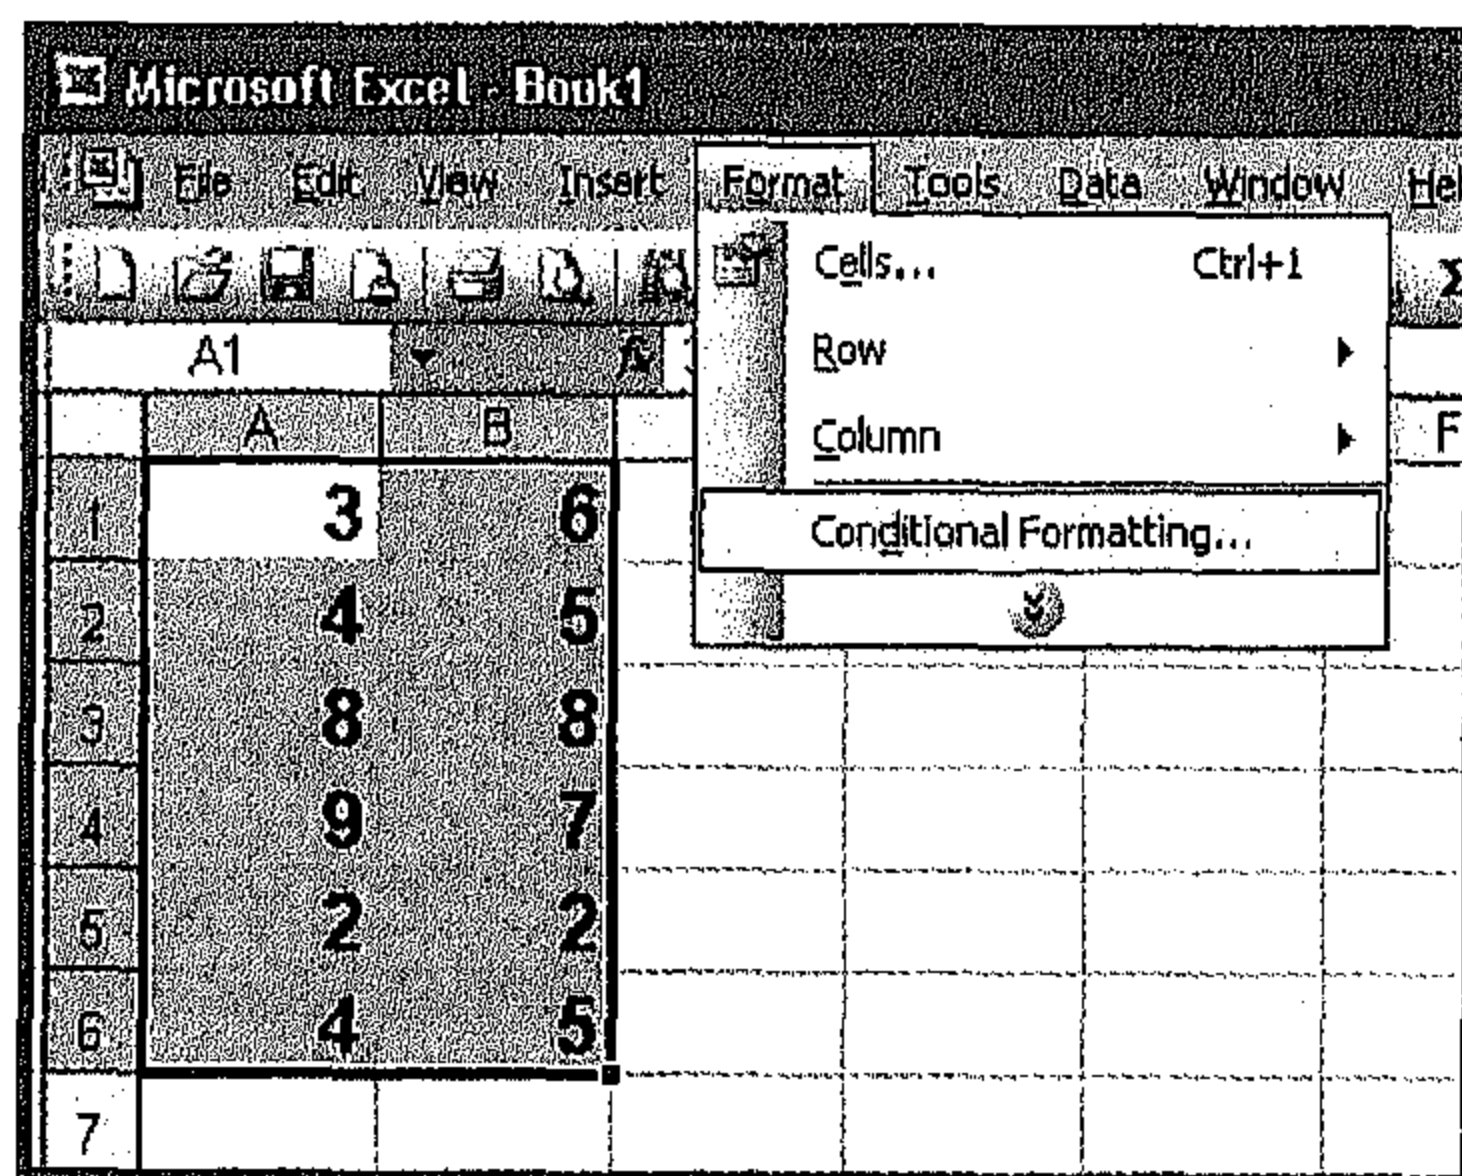 Microsoft Excel - Book1
File Edit View Insert Format Tools Data Window Hel
Cells... Ctrl+1
Σ
A1 fx
Row
Column
A B F
1 3 6
Conditional Formatting...
2 4 5
3 8 8
4 9 7
5 2 2
6 4 5
7